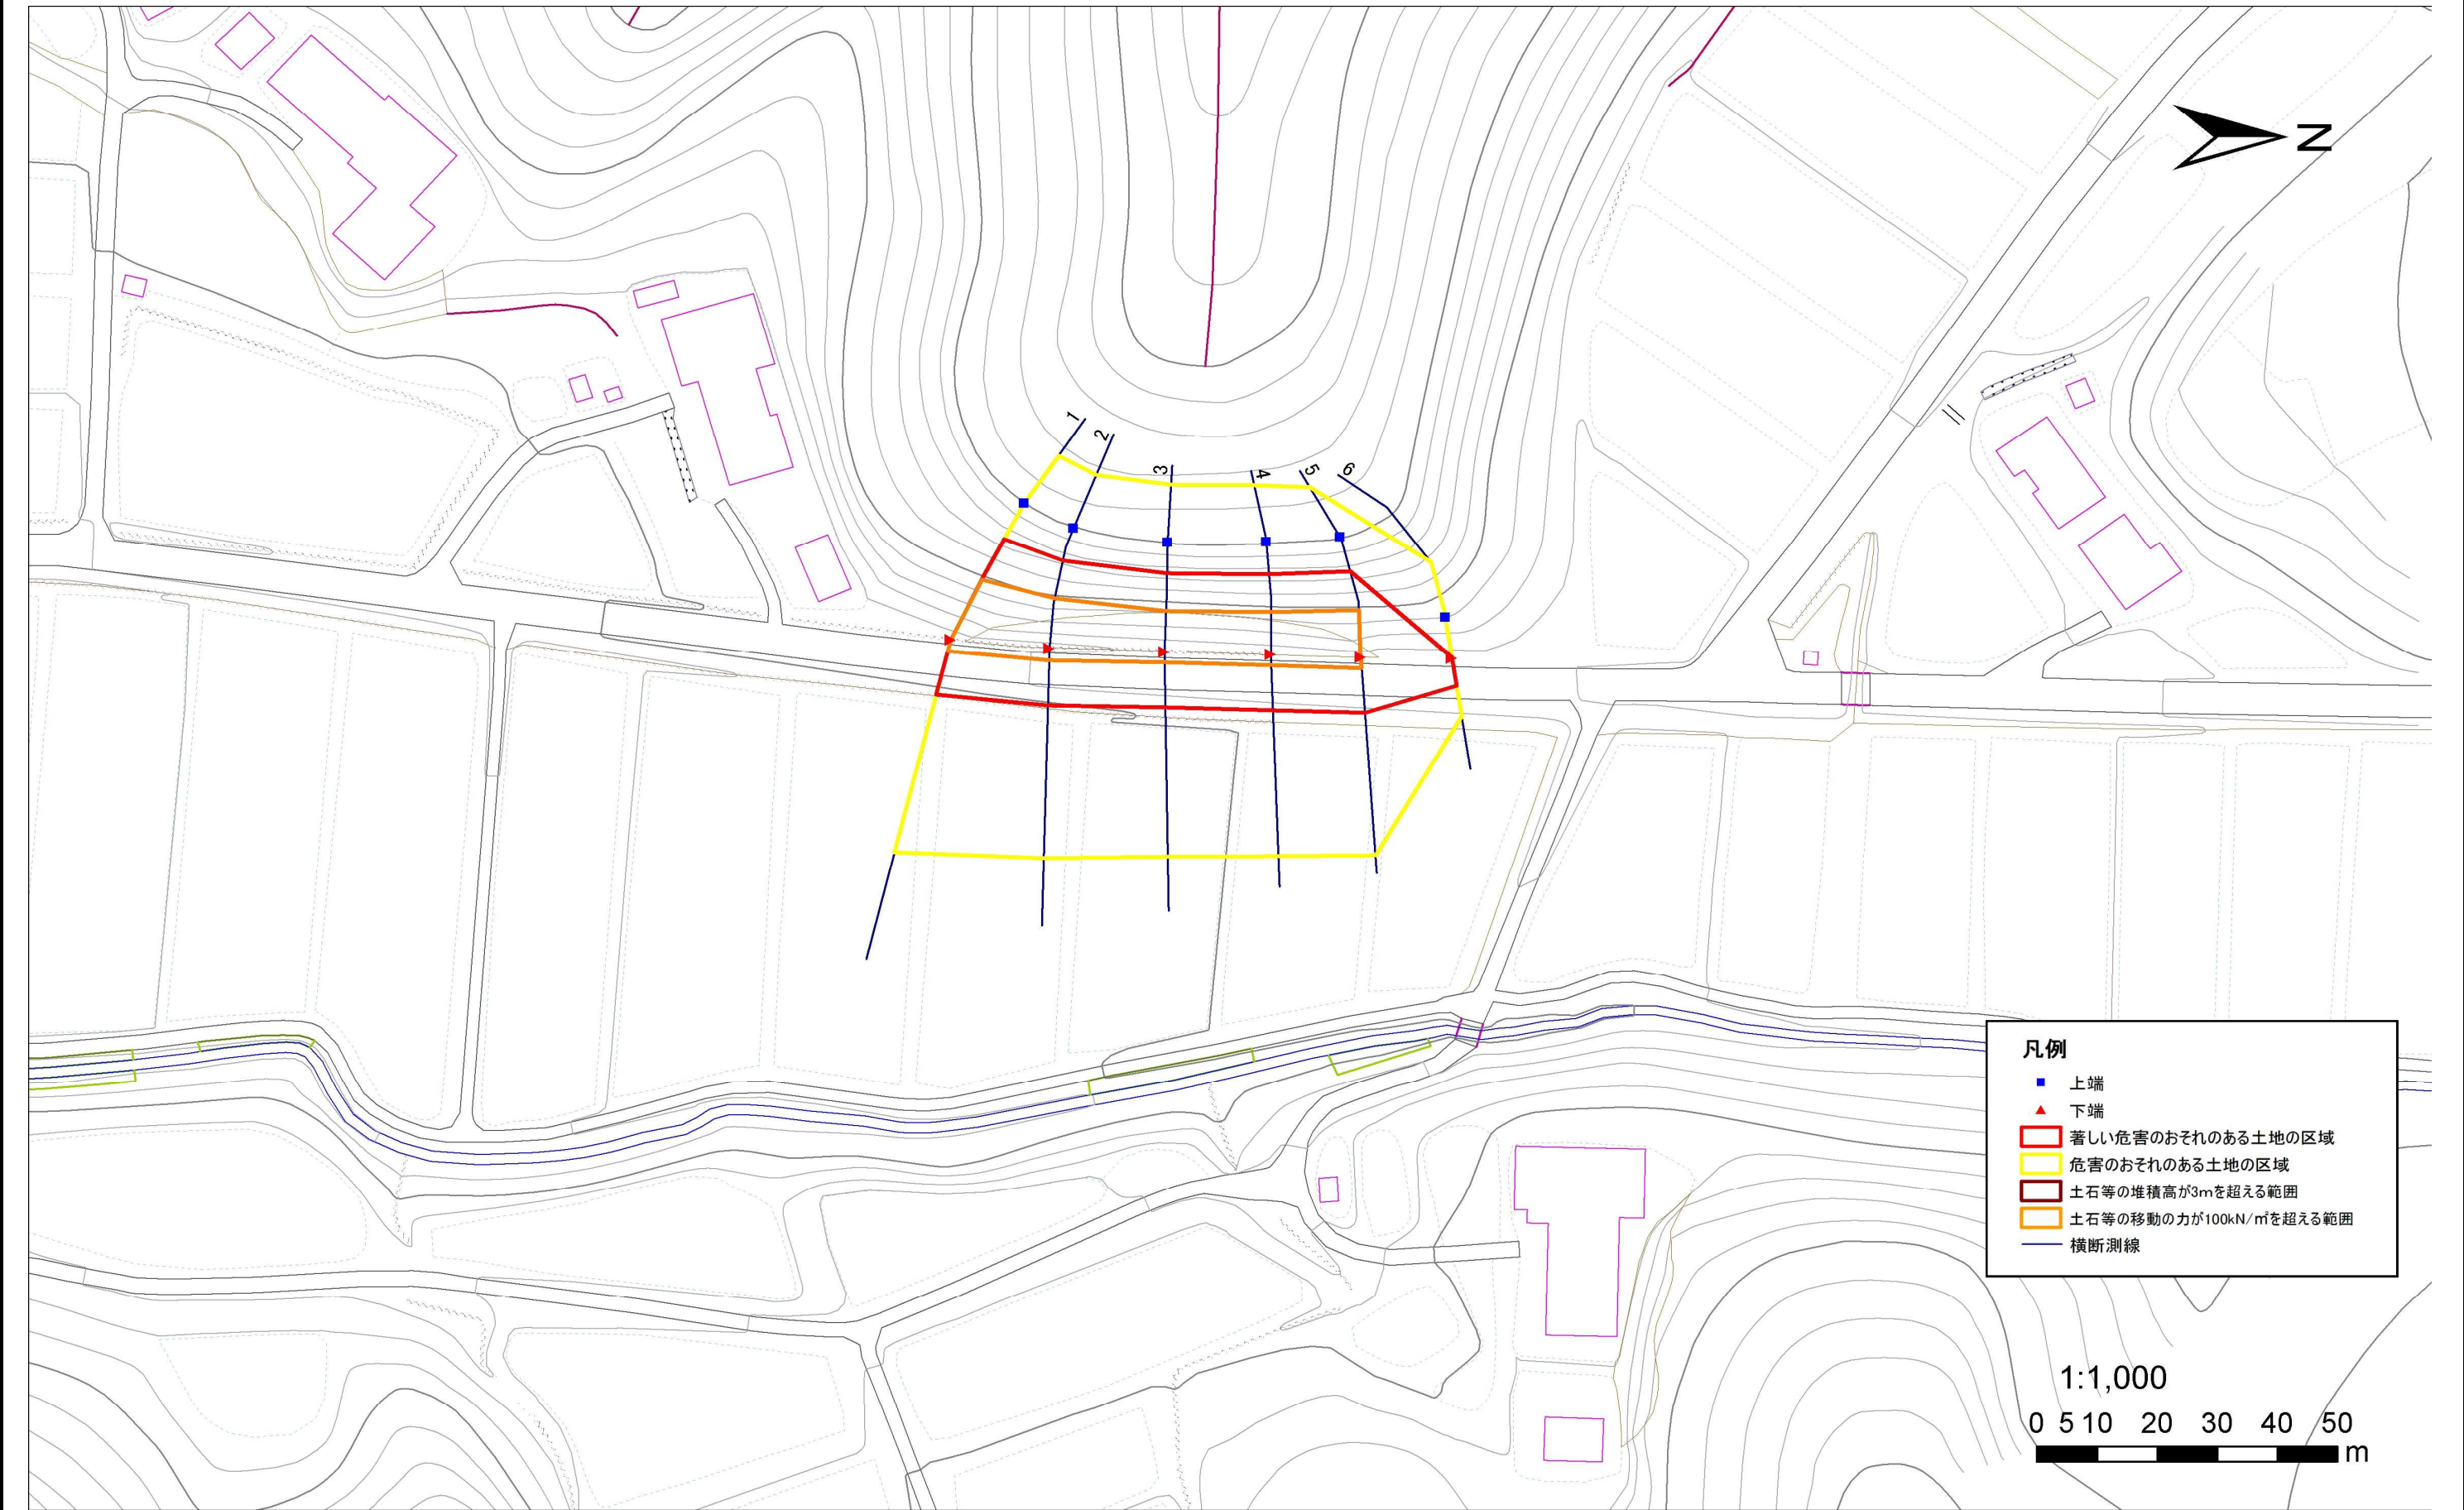 N
1
2
3
4
5
6
凡例
上端
下端
著しい危害のおそれのある土地の区域
危害のおそれのある土地の区域
土石等の堆積高が3mを超える範囲
土石等の移動の力が100kN/㎡を超える範囲
横断測線
1:1,000
0 5 10 20 30 40 50
m